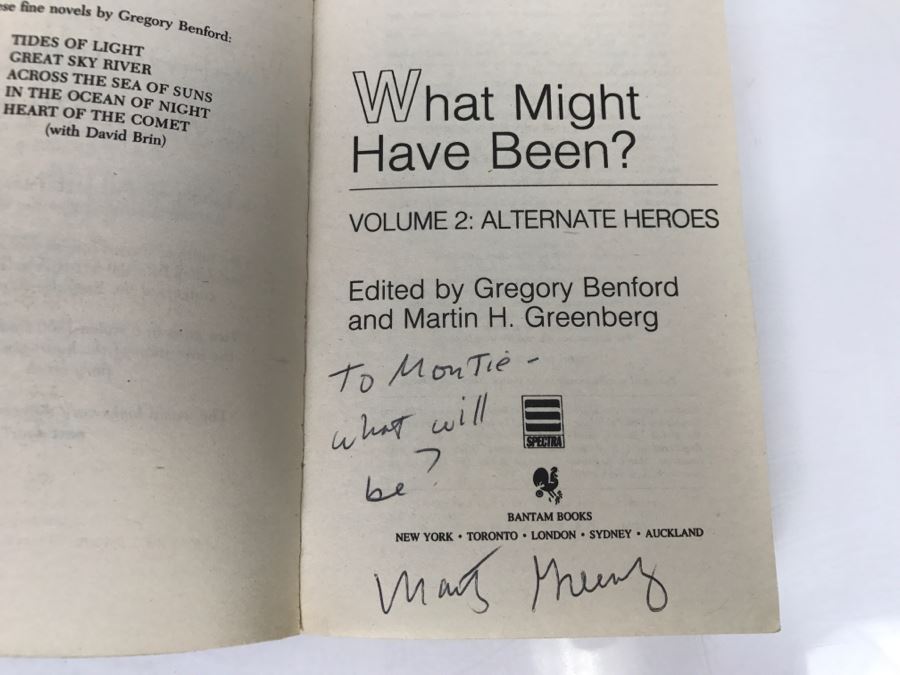 ese fine novels by Gregory Benford:
TIDES OF LIGHT
GREAT SKY RIVER
ACROSS THE SEA OF SUNS
IN THE OCEAN OF NIGHT
HEART OF THE COMET
(with David Brin)
What Might
Have Been?
VOLUME 2: ALTERNATE HEROES
Edited by Gregory Benford
and Martin H. Greenberg
To Montie -
what will
be?
SPECTRA
BANTAM BOOKS
NEW YORK • TORONTO • LONDON • SYDNEY • AUCKLAND
Marty Greenberg